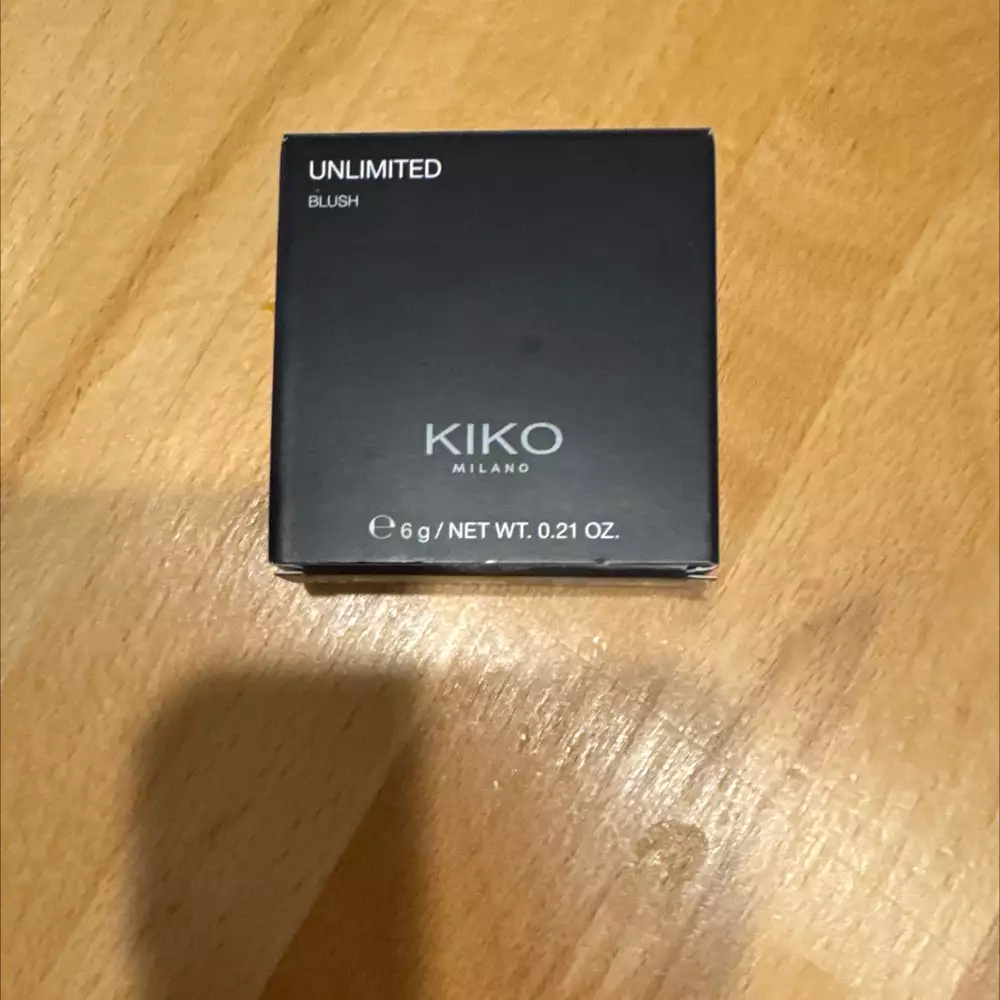 UNLIMITED
BLUSH
KIKO
MILANO
℮ 6 g / NET WT. 0.21 OZ.